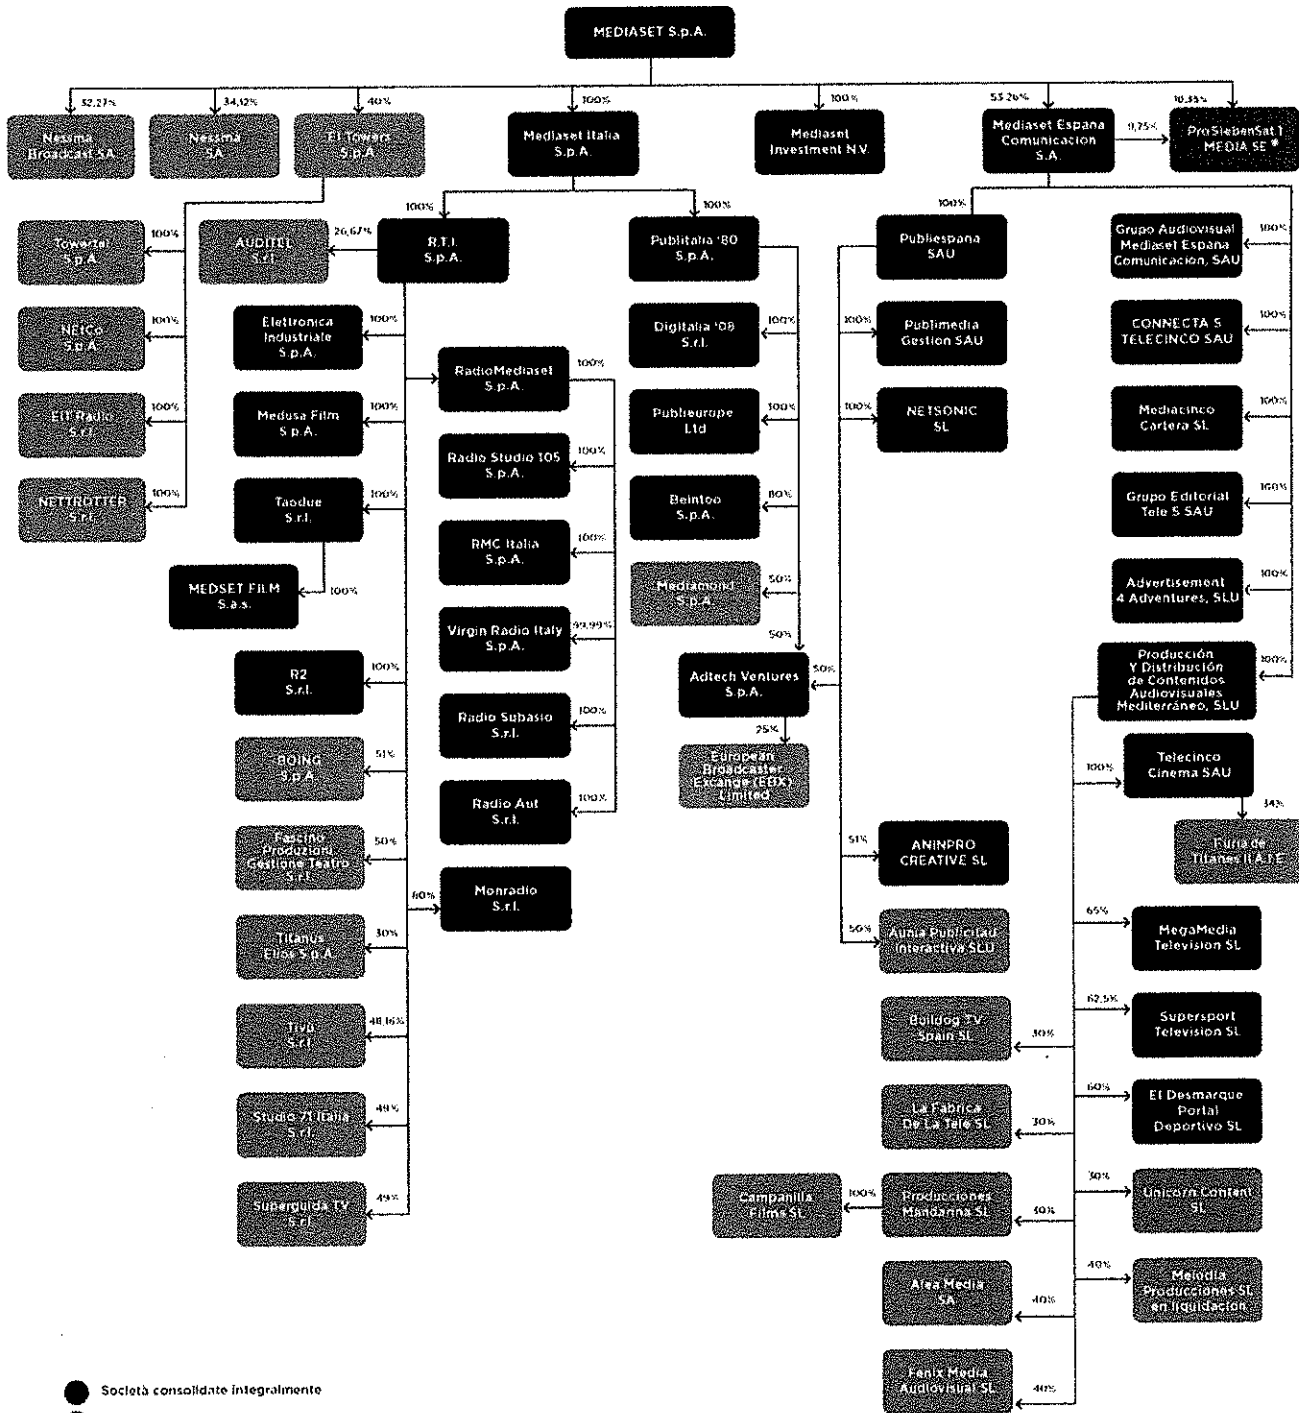 MEDIASET S.p.A.
32,27%
34,12%
40%
100%
100%
53,26%
Nessma
Broadcast SA
Nessma
SA
EI Towers
S.p.A
Mediaset Italia
S.p.A.
Mediaset
Investment N.V.
Mediaset Espana
Comunicacion
S.A.
9,75%
ProSiebenSat.1
MEDIA SE *
100%
100%
100%
Towertel
S.p.A
100%
AUDITEL
S.r.l.
26,67%
R.T.I.
S.p.A.
Publitalia '80
S.p.A.
Publiespana
SAU
Grupo Audiovisual
Mediaset Espana
Comunicacion, SAU
100%
NETCo
S.p.A
100%
Elettronica
Industriale
S.p.A.
100%
RadioMediaset
S.p.A.
100%
Digitalia '08
S.r.l.
100%
100%
Publimedia
Gestion SAU
CONNECTA 5
TELECINCO SAU
100%
EIT Radio
S.r.l.
100%
Medusa Film
S.p.A.
100%
Radio Studio 105
S.p.A.
100%
Publieurope
Ltd
100%
100%
NETSONIC
SL
Mediacinco
Cartera SL
100%
NETTROTTER
S.r.l.
100%
Taodue
S.r.l.
100%
RMC Italia
S.p.A.
100%
Beintoo
S.p.A.
80%
Grupo Editorial
Tele 5 SAU
100%
MEDSET FILM
S.a.s.
100%
Virgin Radio Italy
S.p.A.
99,99%
Mediamond
S.p.A.
50%
Advertisement
4 Adventures, SLU
100%
R2
S.r.l.
100%
Radio Subasio
S.r.l.
100%
50%
Adtech Ventures
S.p.A.
50%
Producción
Y Distribución
de Contenidos
Audiovisuales
Mediterráneo, SLU
100%
BOING
S.p.A
51%
Radio Aut
S.r.l.
100%
25%
European
Broadcaster
Excange (EBX)
Limited
100%
Telecinco
Cinema SAU
34%
Furia de
Titanes II A.I.E
Fascino
Produzioni
Gestione Teatro
S.r.l.
50%
80%
Monradio
S.r.l.
51%
ANINPRO
CREATIVE SL
Titanus
Elios S.p.A.
30%
50%
Aunia Publicitad
Interactiva SLU
65%
MegaMedia
Television SL
Tivù
S.r.l.
48,16%
Bulldog TV
Spain SL
30%
62,5%
Supersport
Television SL
Studio 71 Italia
S.r.l.
49%
La Fabrica
De La Tele SL
30%
60%
El Desmarque
Portal
Deportivo SL
Superguida TV
S.r.l.
49%
Campanilla
Films SL
100%
Producciones
Mandarina SL
30%
30%
Unicorn Content
SL
Alea Media
SA
40%
40%
Melodia
Producciones SL
en liquidacion
Fenix Media
Audiovisual SL
40%
Società consolidate integralmente